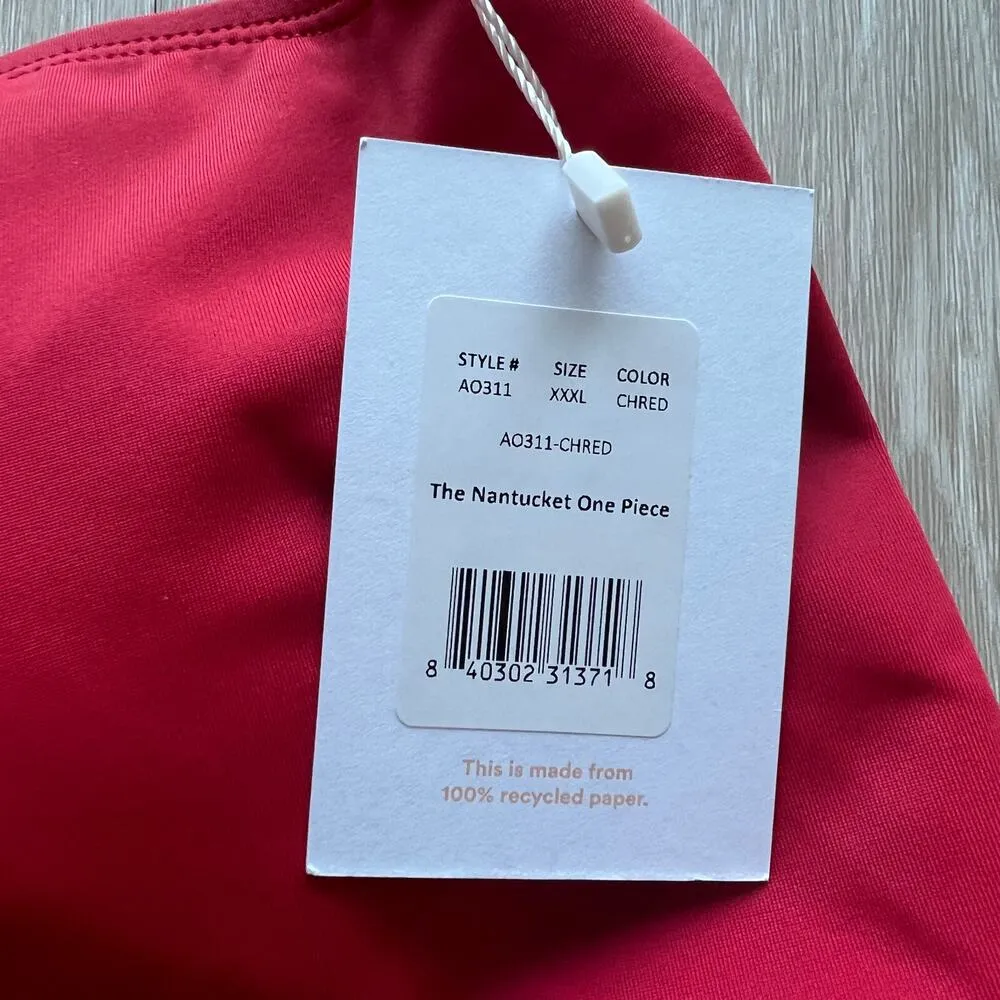 STYLE # SIZE COLOR
AO311 XXXL CHRED
AO311-CHRED
The Nantucket One Piece
8 40302 31371 8
This is made from
100% recycled paper.